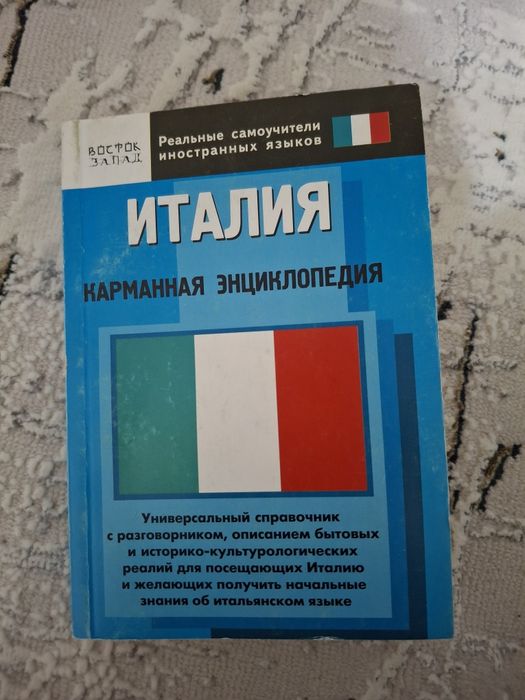 ВОСТОК
ЗАПАД
Реальные самоучители
иностранных языков
ИТАЛИЯ
КАРМАННАЯ ЭНЦИКЛОПЕДИЯ
Универсальный справочник
с разговорником, описанием бытовых
и историко-культурологических
реалий для посещающих Италию
и желающих получить начальные
знания об итальянском языке